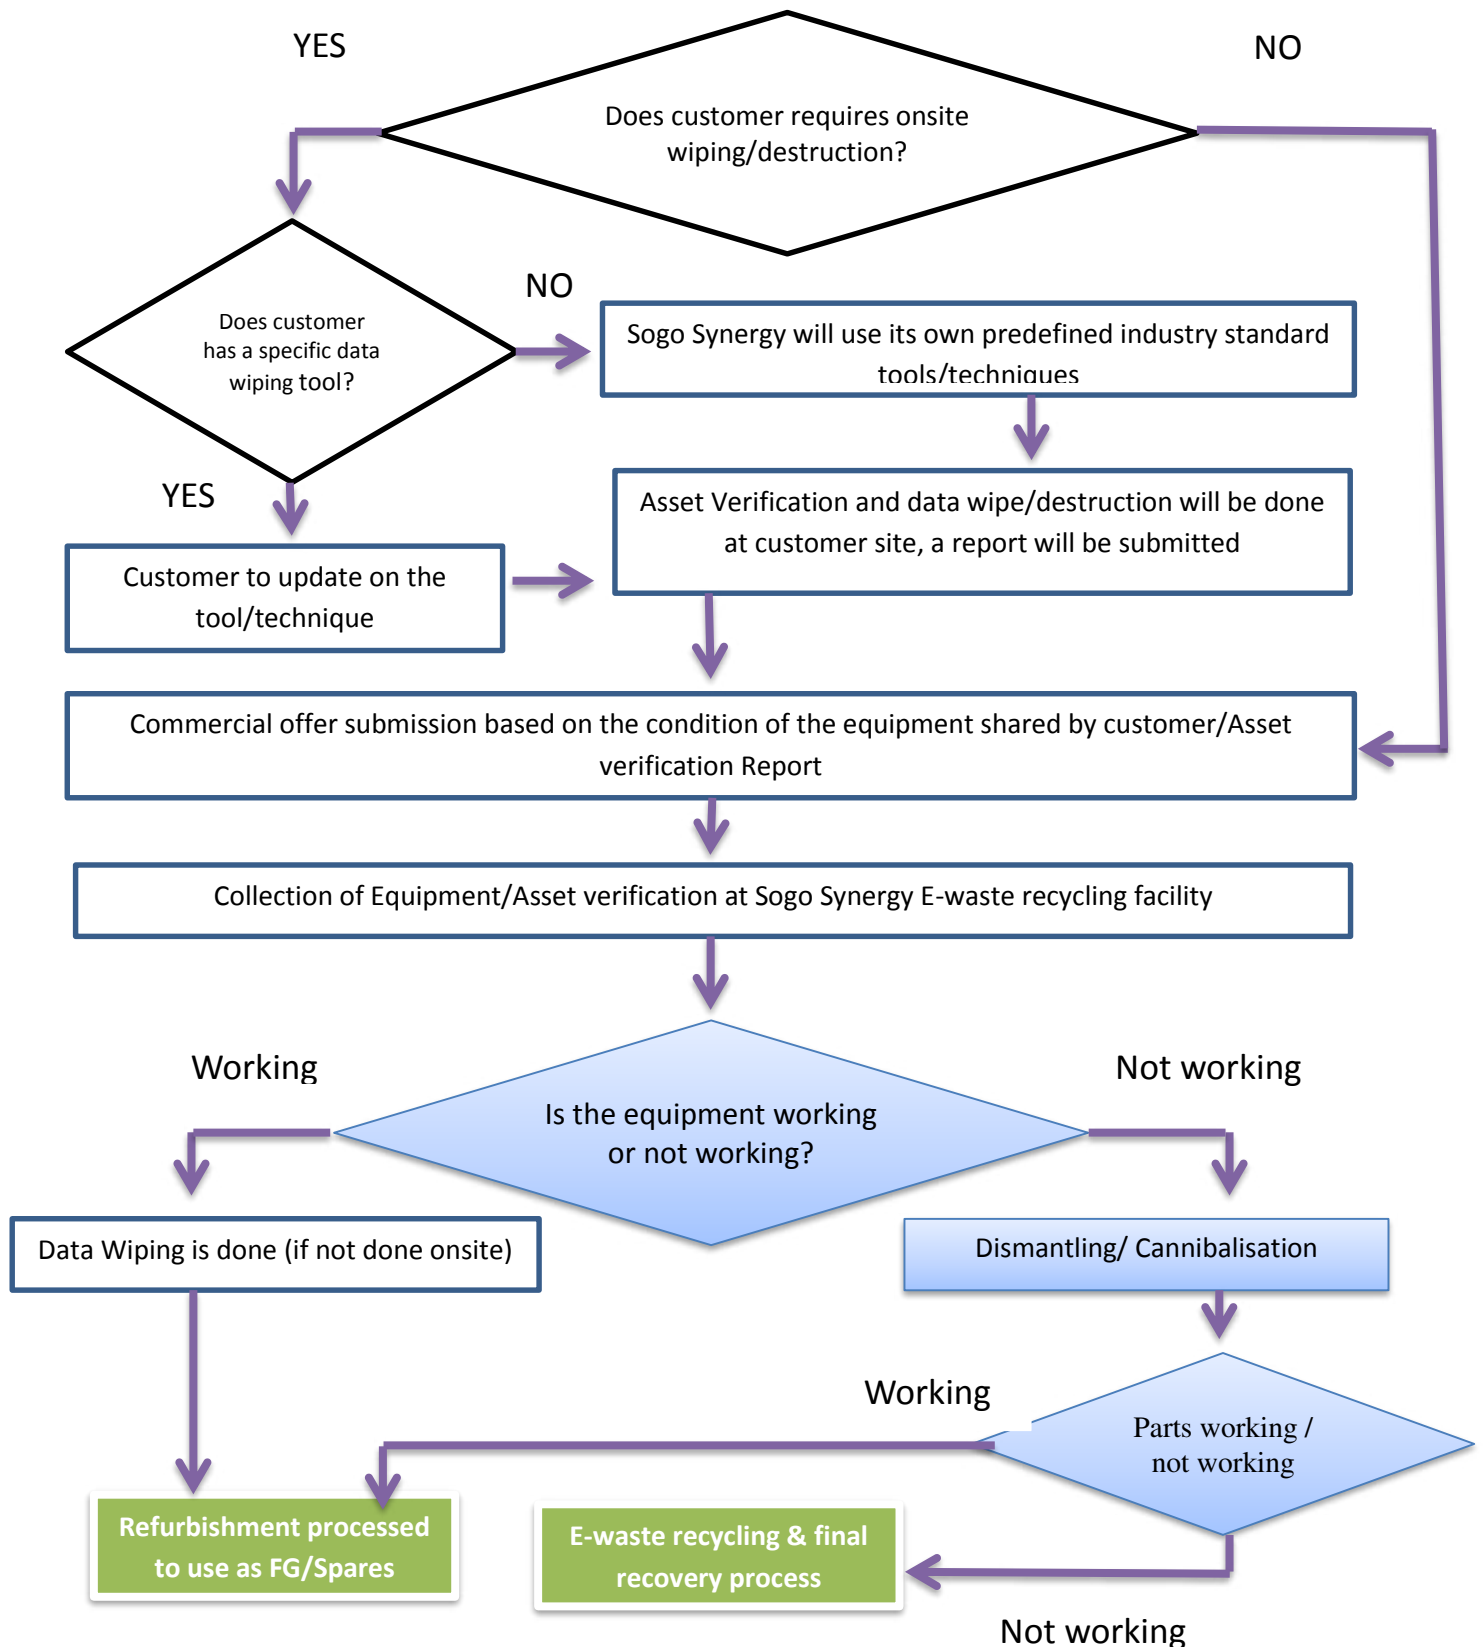 YES
NO
Does customer requires onsite
wiping/destruction?
NO
Does customer
has a specific data
wiping tool?
Sogo Synergy will use its own predefined industry standard
tools/techniques
YES
Asset Verification and data wipe/destruction will be done
at customer site, a report will be submitted
Customer to update on the
tool/technique
Commercial offer submission based on the condition of the equipment shared by customer/Asset
verification Report
Collection of Equipment/Asset verification at Sogo Synergy E-waste recycling facility
Working
Not working
Is the equipment working
or not working?
Data Wiping is done (if not done onsite)
Dismantling/ Cannibalisation
Working
Parts working /
not working
Refurbishment processed
to use as FG/Spares
E-waste recycling & final
recovery process
Not working